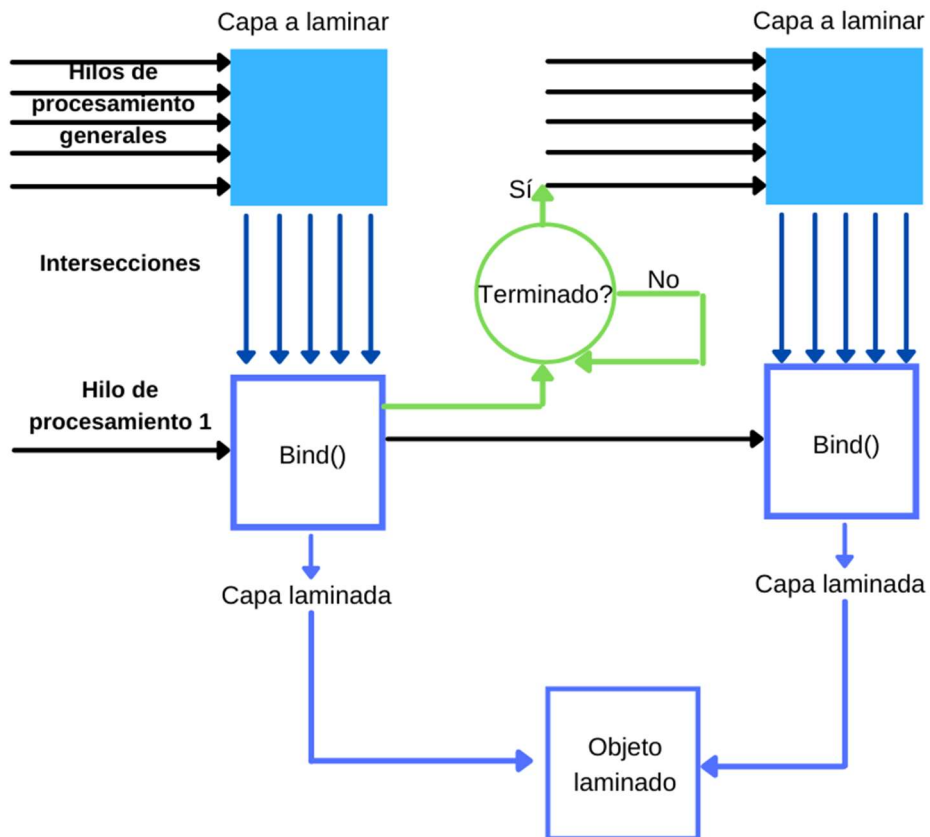 Capa a laminar
Capa a laminar
Hilos de
procesamiento
generales
Sí
Intersecciones
Terminado?
No
Hilo de
procesamiento 1
Bind()
Bind()
Capa laminada
Capa laminada
Objeto
laminado